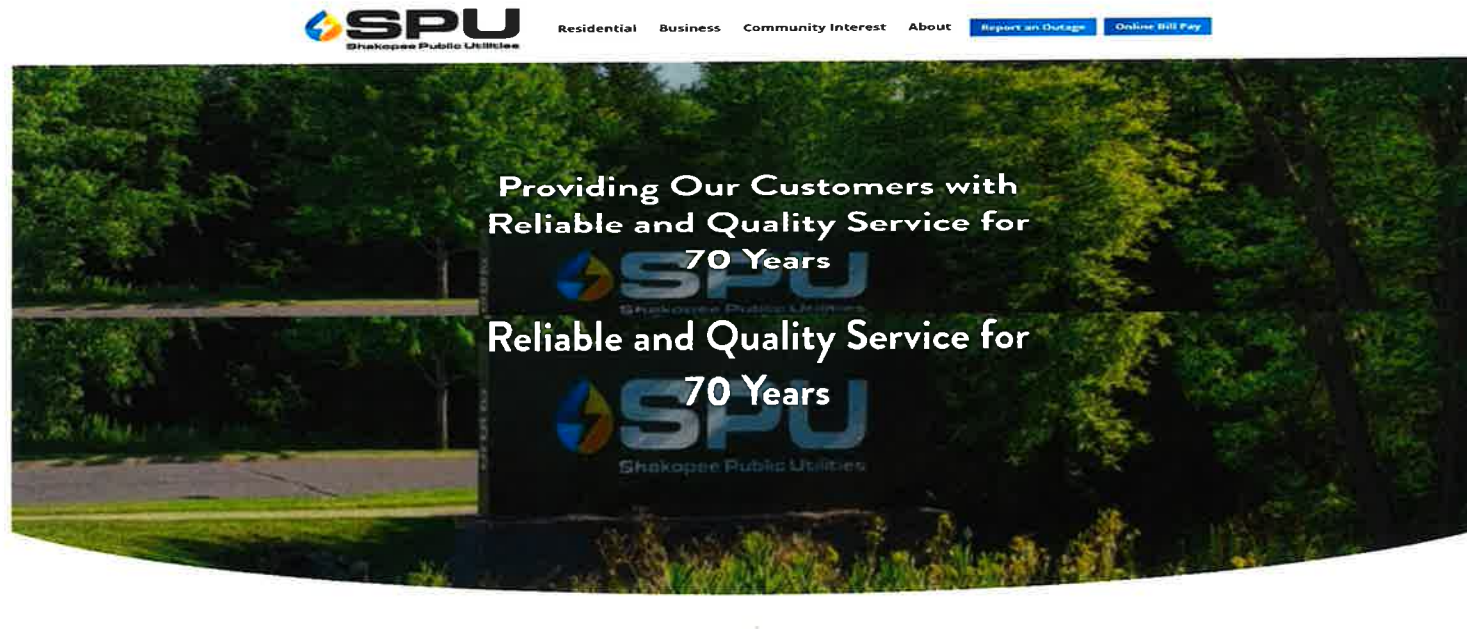 SPU
Shakopee Public Utilities
Residential Business Community Interest About Report an Outage Online Bill Pay
Providing Our Customers with
Reliable and Quality Service for
70 Years
SPU
Shakopee Public Utilities
Reliable and Quality Service for
70 Years
SPU
Shakopee Public Utilities